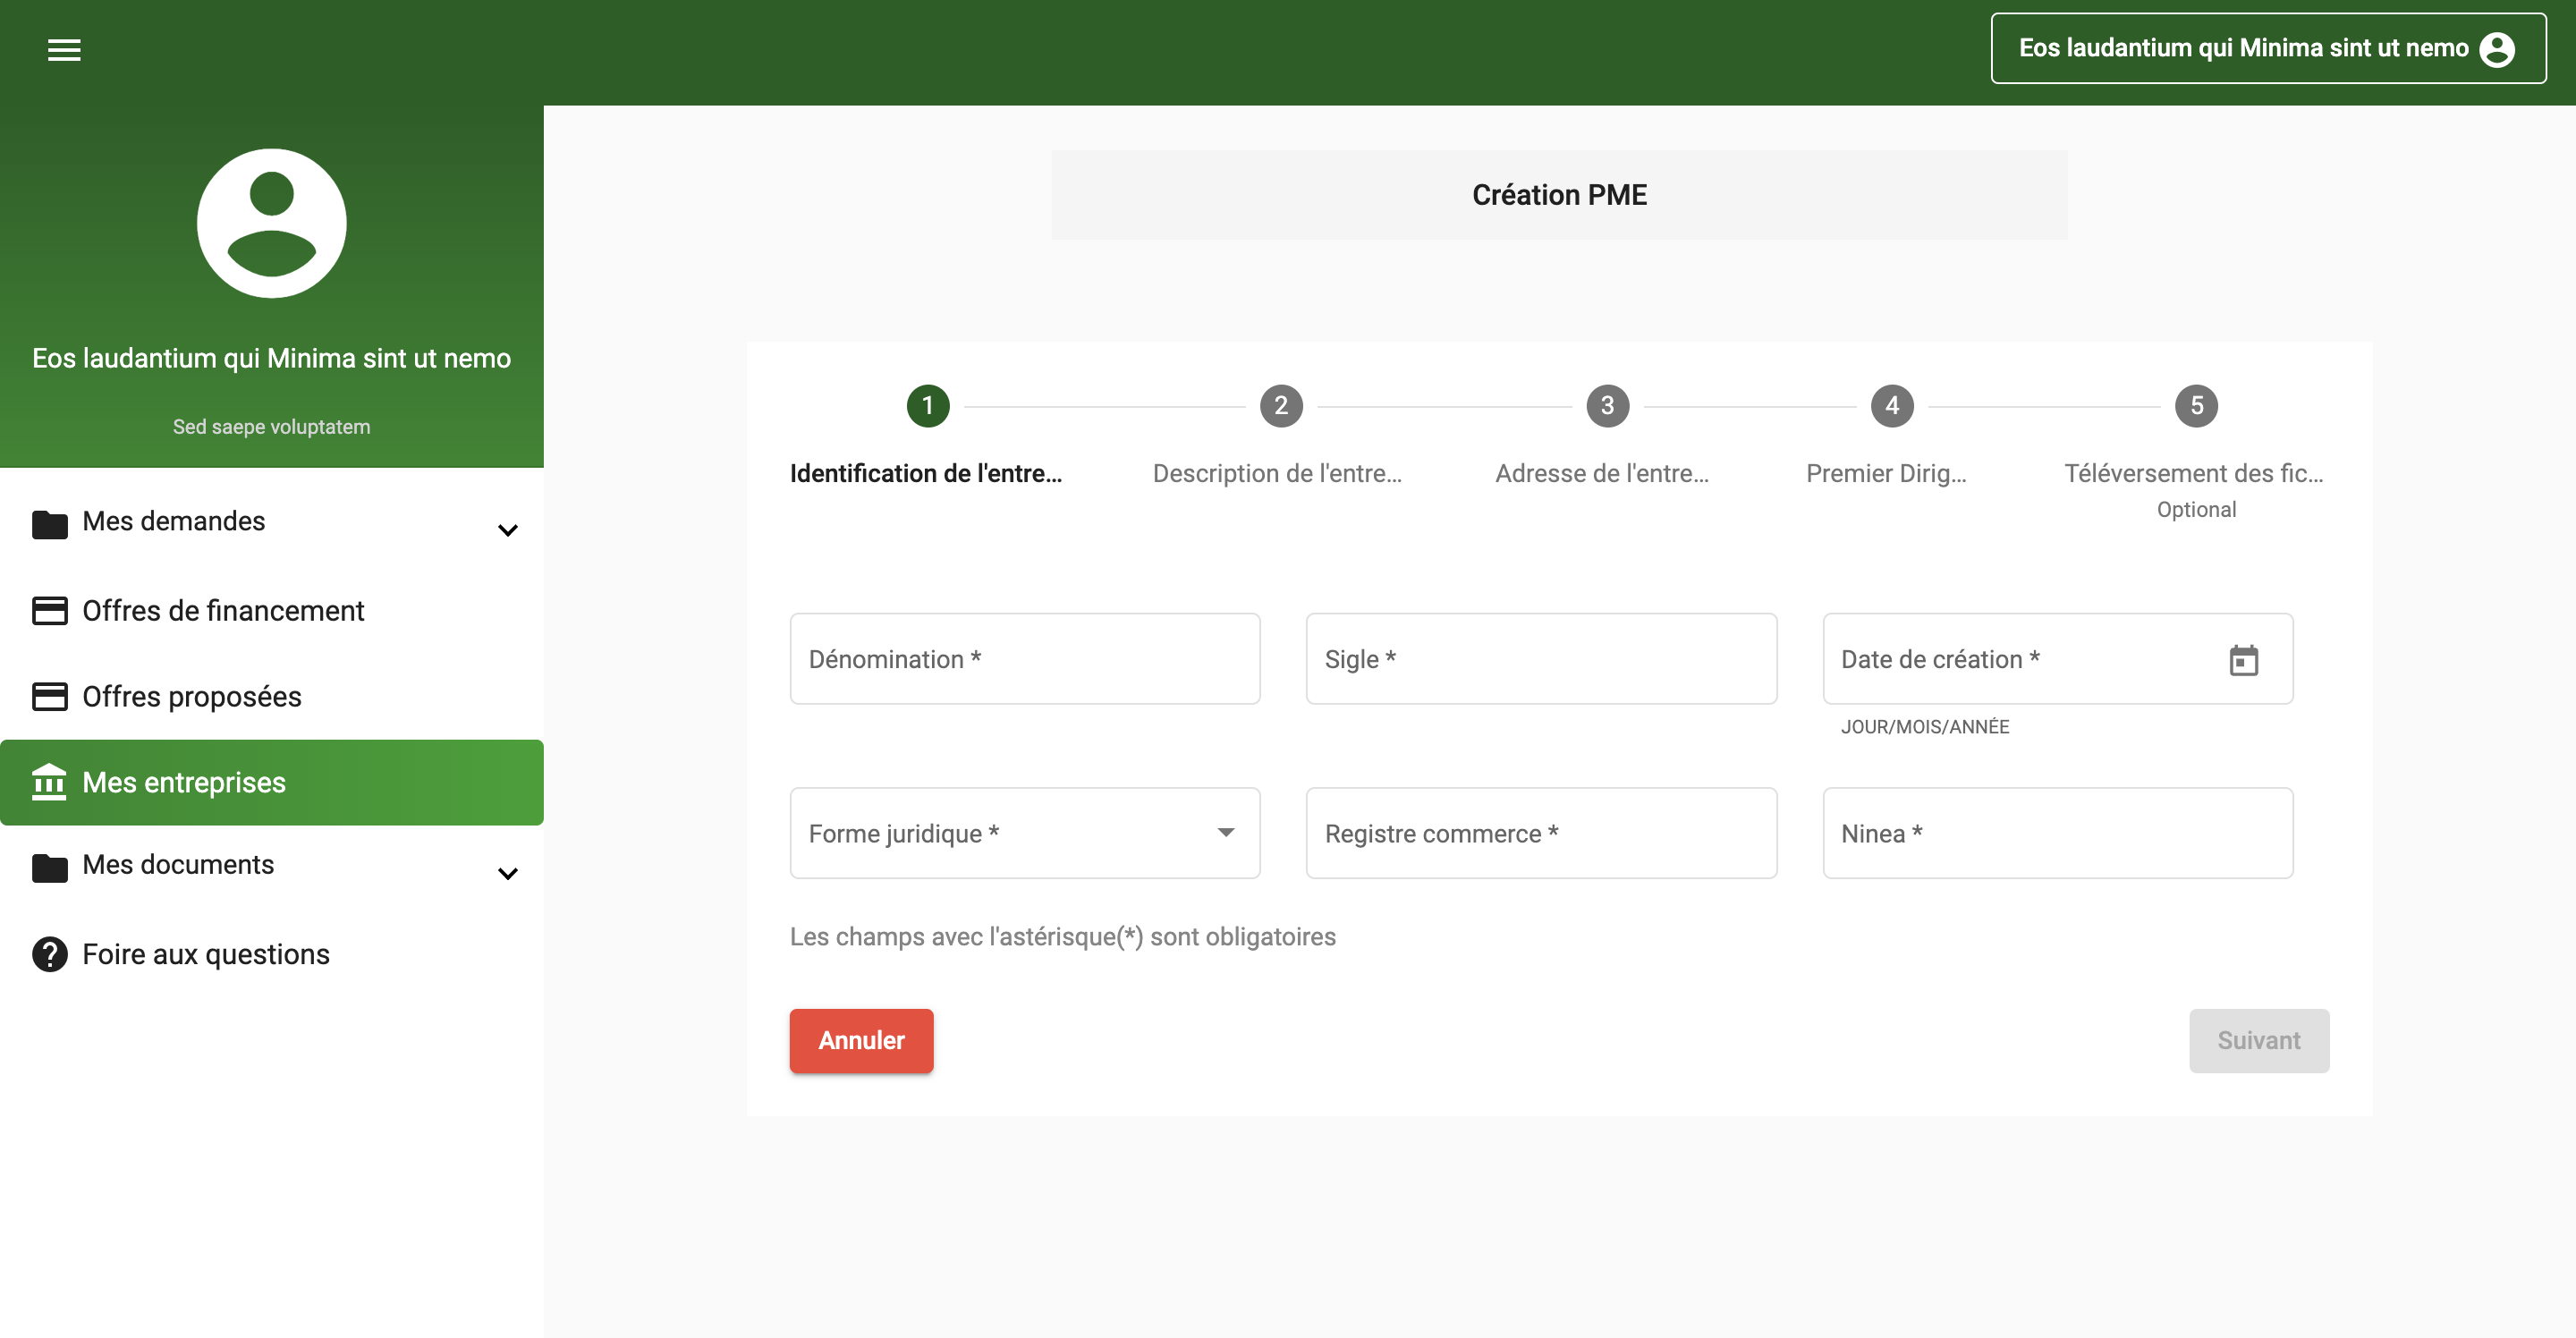 Eos laudantium qui Minima sint ut nemo
Eos laudantium qui Minima sint ut nemo
Sed saepe voluptatem
Mes demandes
Offres de financement
Offres proposées
Mes entreprises
Mes documents
Foire aux questions
Création PME
1
2
3
4
5
Identification de l'entre...
Description de l'entre...
Adresse de l'entre...
Premier Dirig...
Téléversement des fic...
Optional
Dénomination *
Sigle *
Date de création *
JOUR/MOIS/ANNÉE
Forme juridique *
Registre commerce *
Ninea *
Les champs avec l'astérisque(*) sont obligatoires
Annuler
Suivant